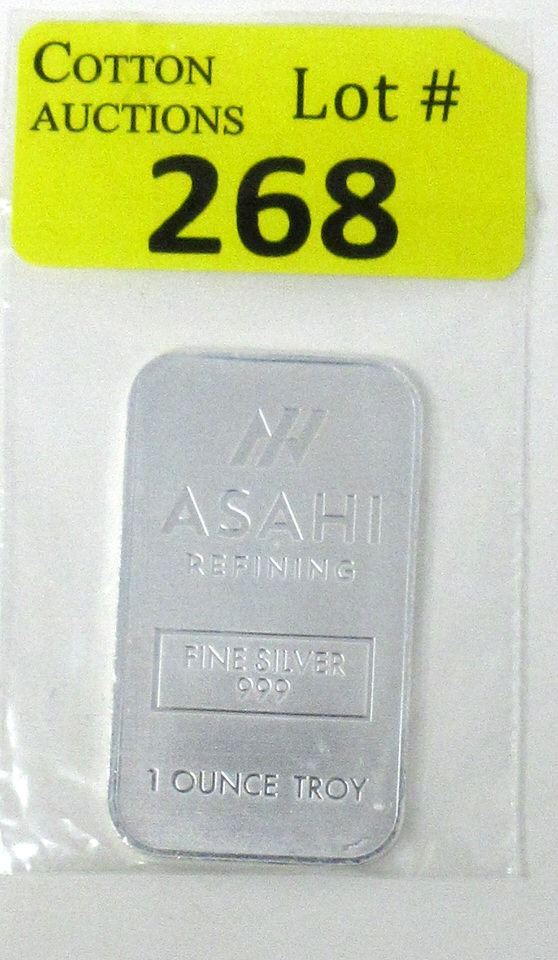 COTTON
AUCTIONS
Lot #
268
ASAHI
REFINING
FINE SILVER
999
1 OUNCE TROY